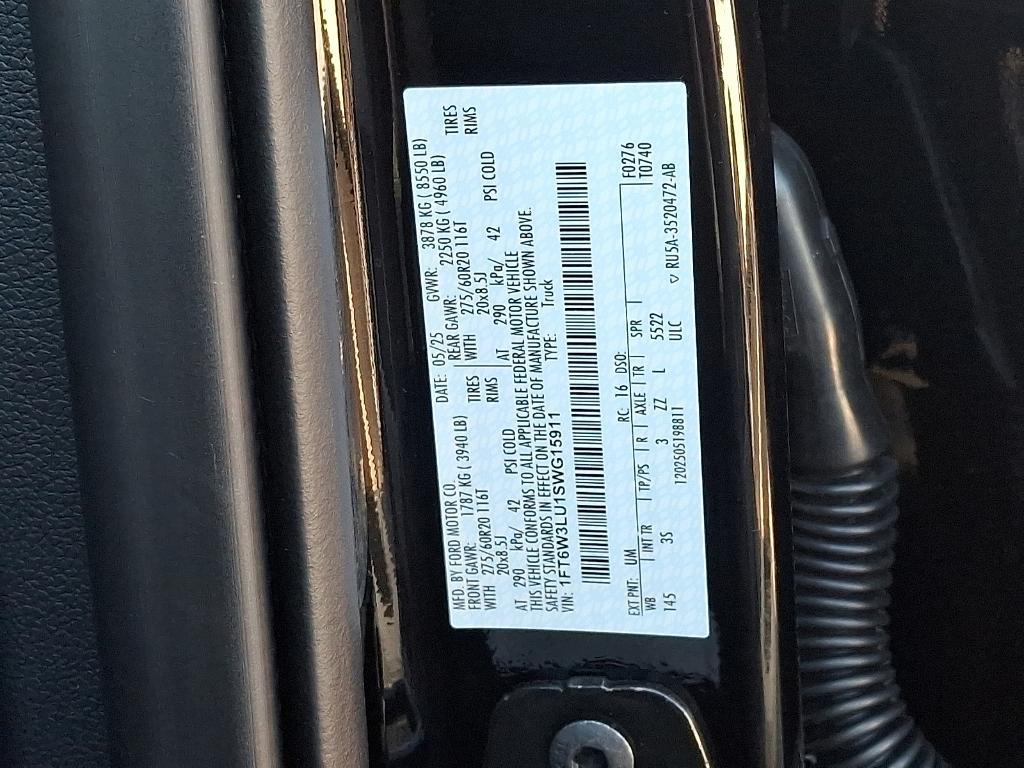 MFD. BY FORD MOTOR CO. DATE: 05/25 GVWR: 3878 KG ( 8550 LB)
FRONT GAWR: 1787 KG ( 3940 LB) REAR GAWR: 2250 KG ( 4960 LB)
WITH 275/60R20 116T TIRES WITH 275/60R20 116T TIRES
20x8.5J RIMS 20x8.5J RIMS
AT 290 kPa/ 42 PSI COLD AT 290 kPa/ 42 PSI COLD
THIS VEHICLE CONFORMS TO ALL APPLICABLE FEDERAL MOTOR VEHICLE
SAFETY STANDARDS IN EFFECT ON THE DATE OF MANUFACTURE SHOWN ABOVE.
VIN: 1FT6W3LU1SWG15911 TYPE: Truck
F0276
EXT PNT: UM RC: 16 DSO: T0740
WB | INT TR | TP/PS | R | AXLE | TR | SPR |
145 3S 3 ZZ L 5522
ULC
1202505198811 ▽ RU5A-3520472-AB